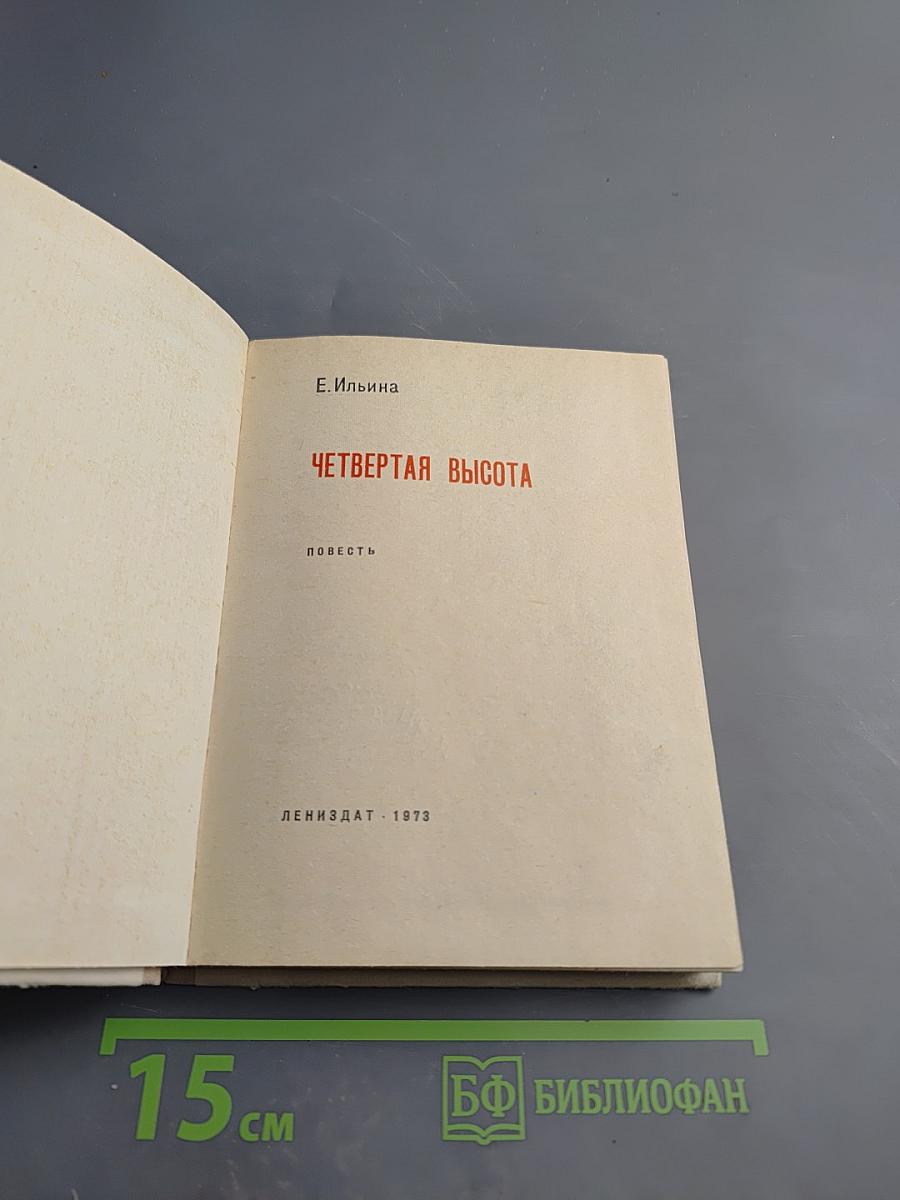 Е. Ильина
ЧЕТВЕРТАЯ ВЫСОТА
ПОВЕСТЬ
ЛЕНИЗДАТ · 1973
15 см
БФ БИБЛИОФАН